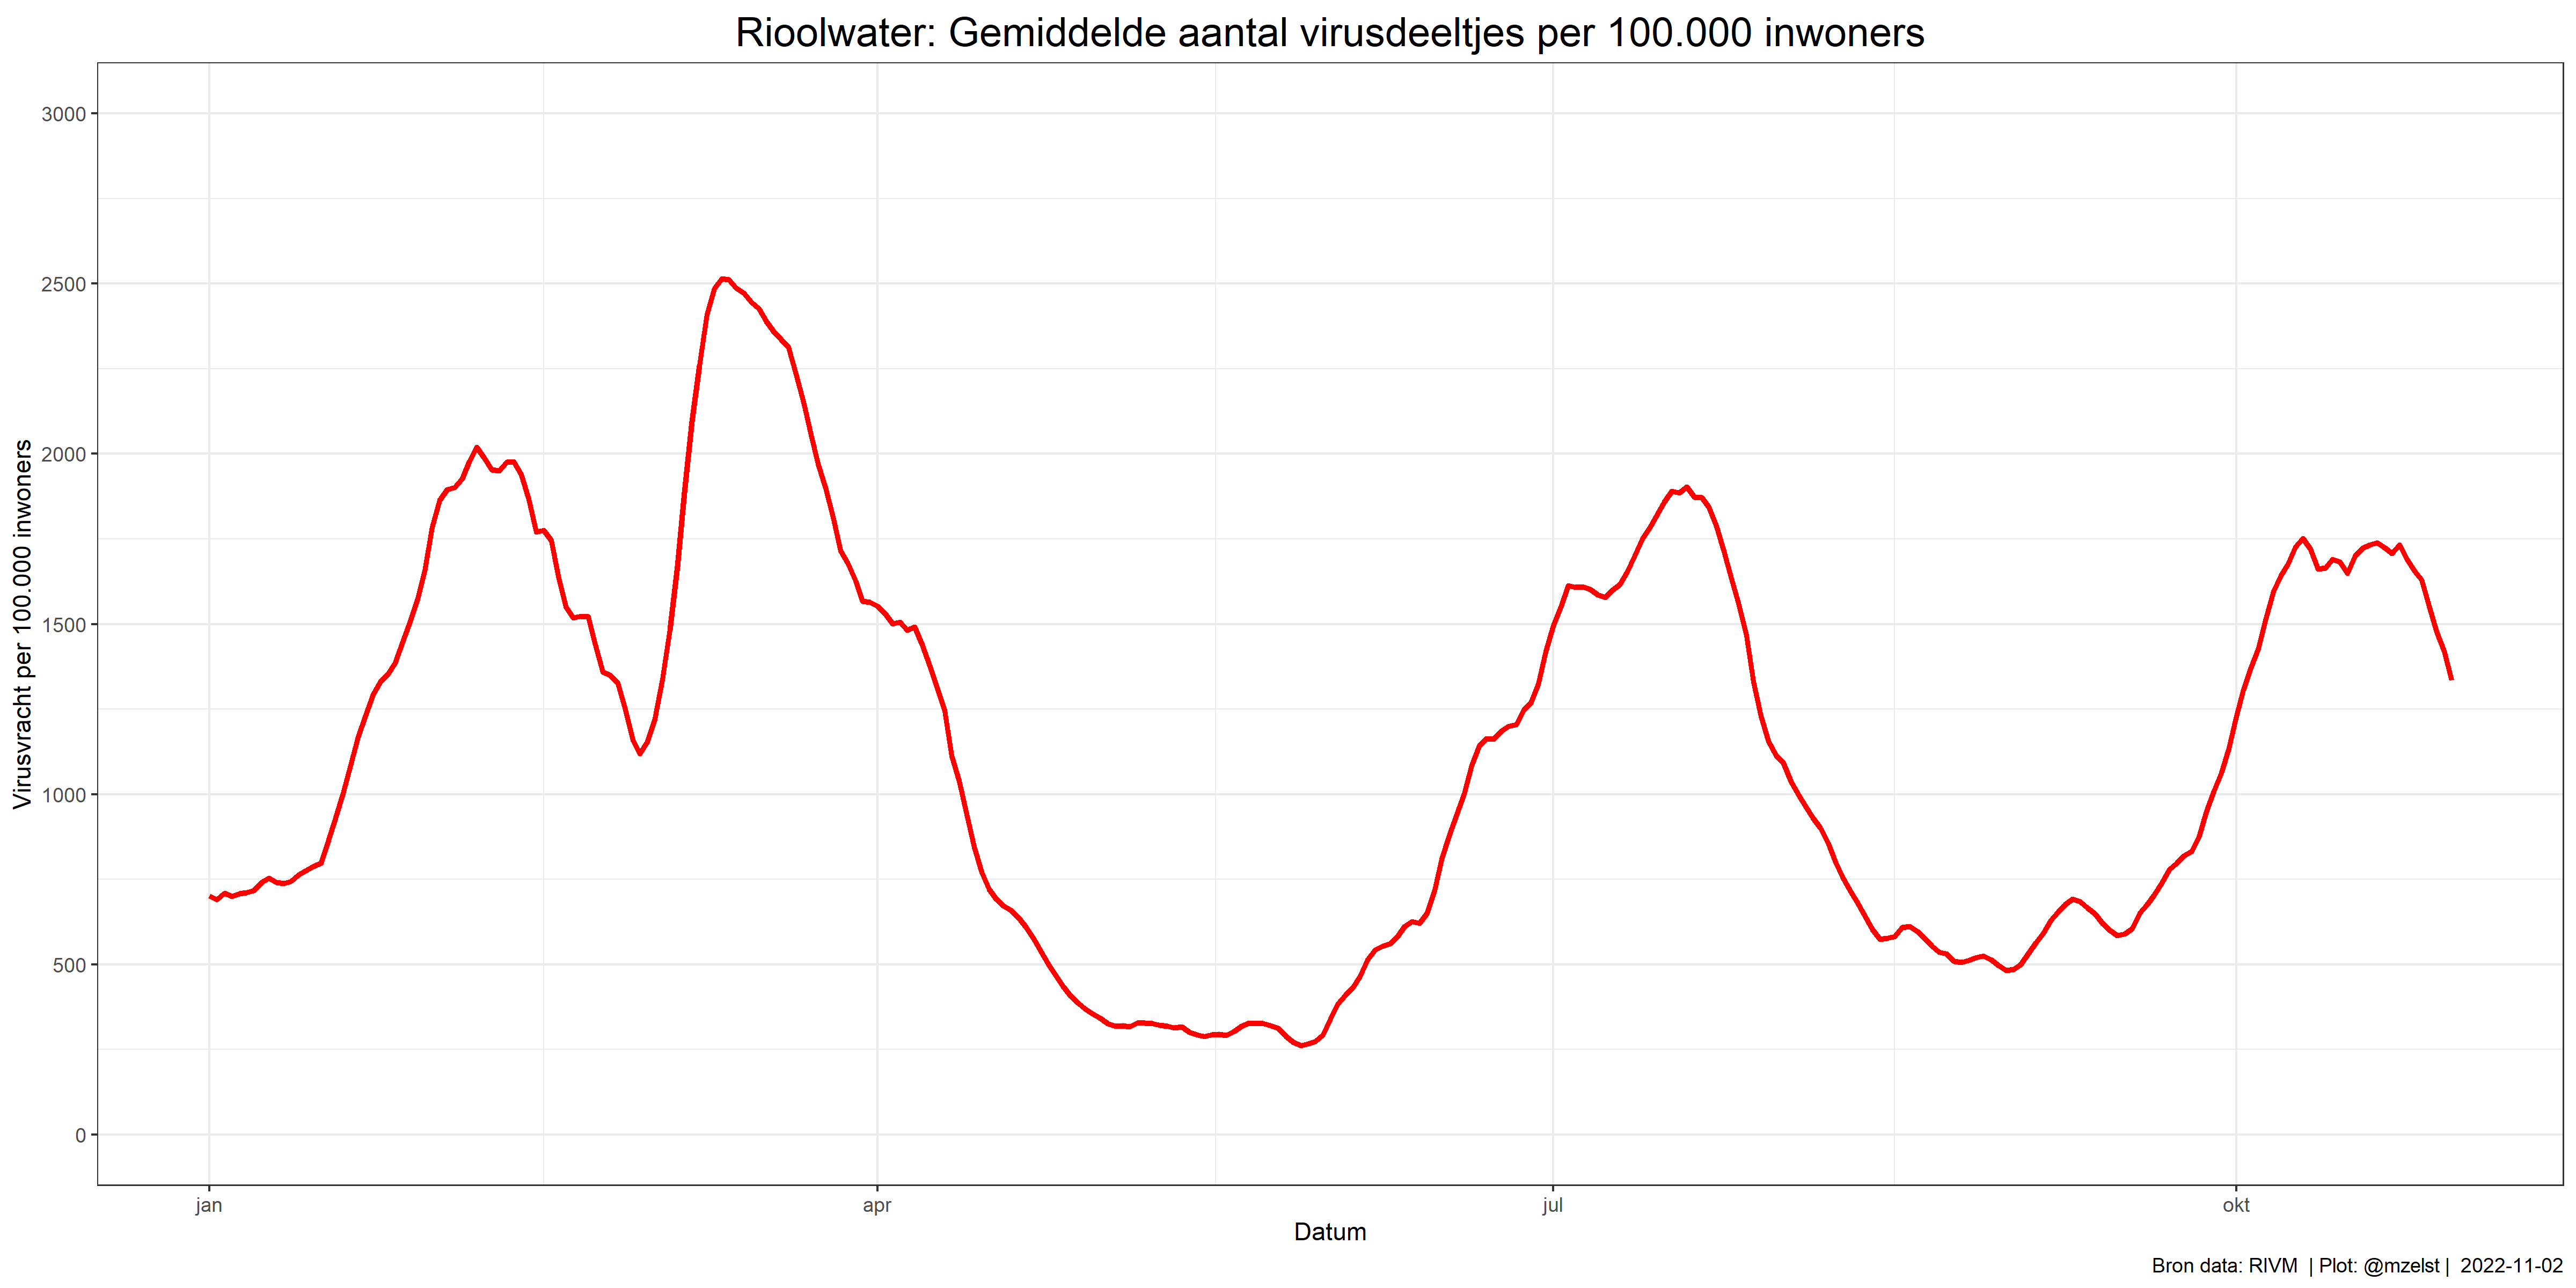 Rioolwater: Gemiddelde aantal virusdeeltjes per 100.000 inwoners
Virusvracht per 100.000 inwoners
3000
2500
2000
1500
1000
500
0
jan apr jul okt
Datum
Bron data: RIVM | Plot: @mzelst | 2022-11-02